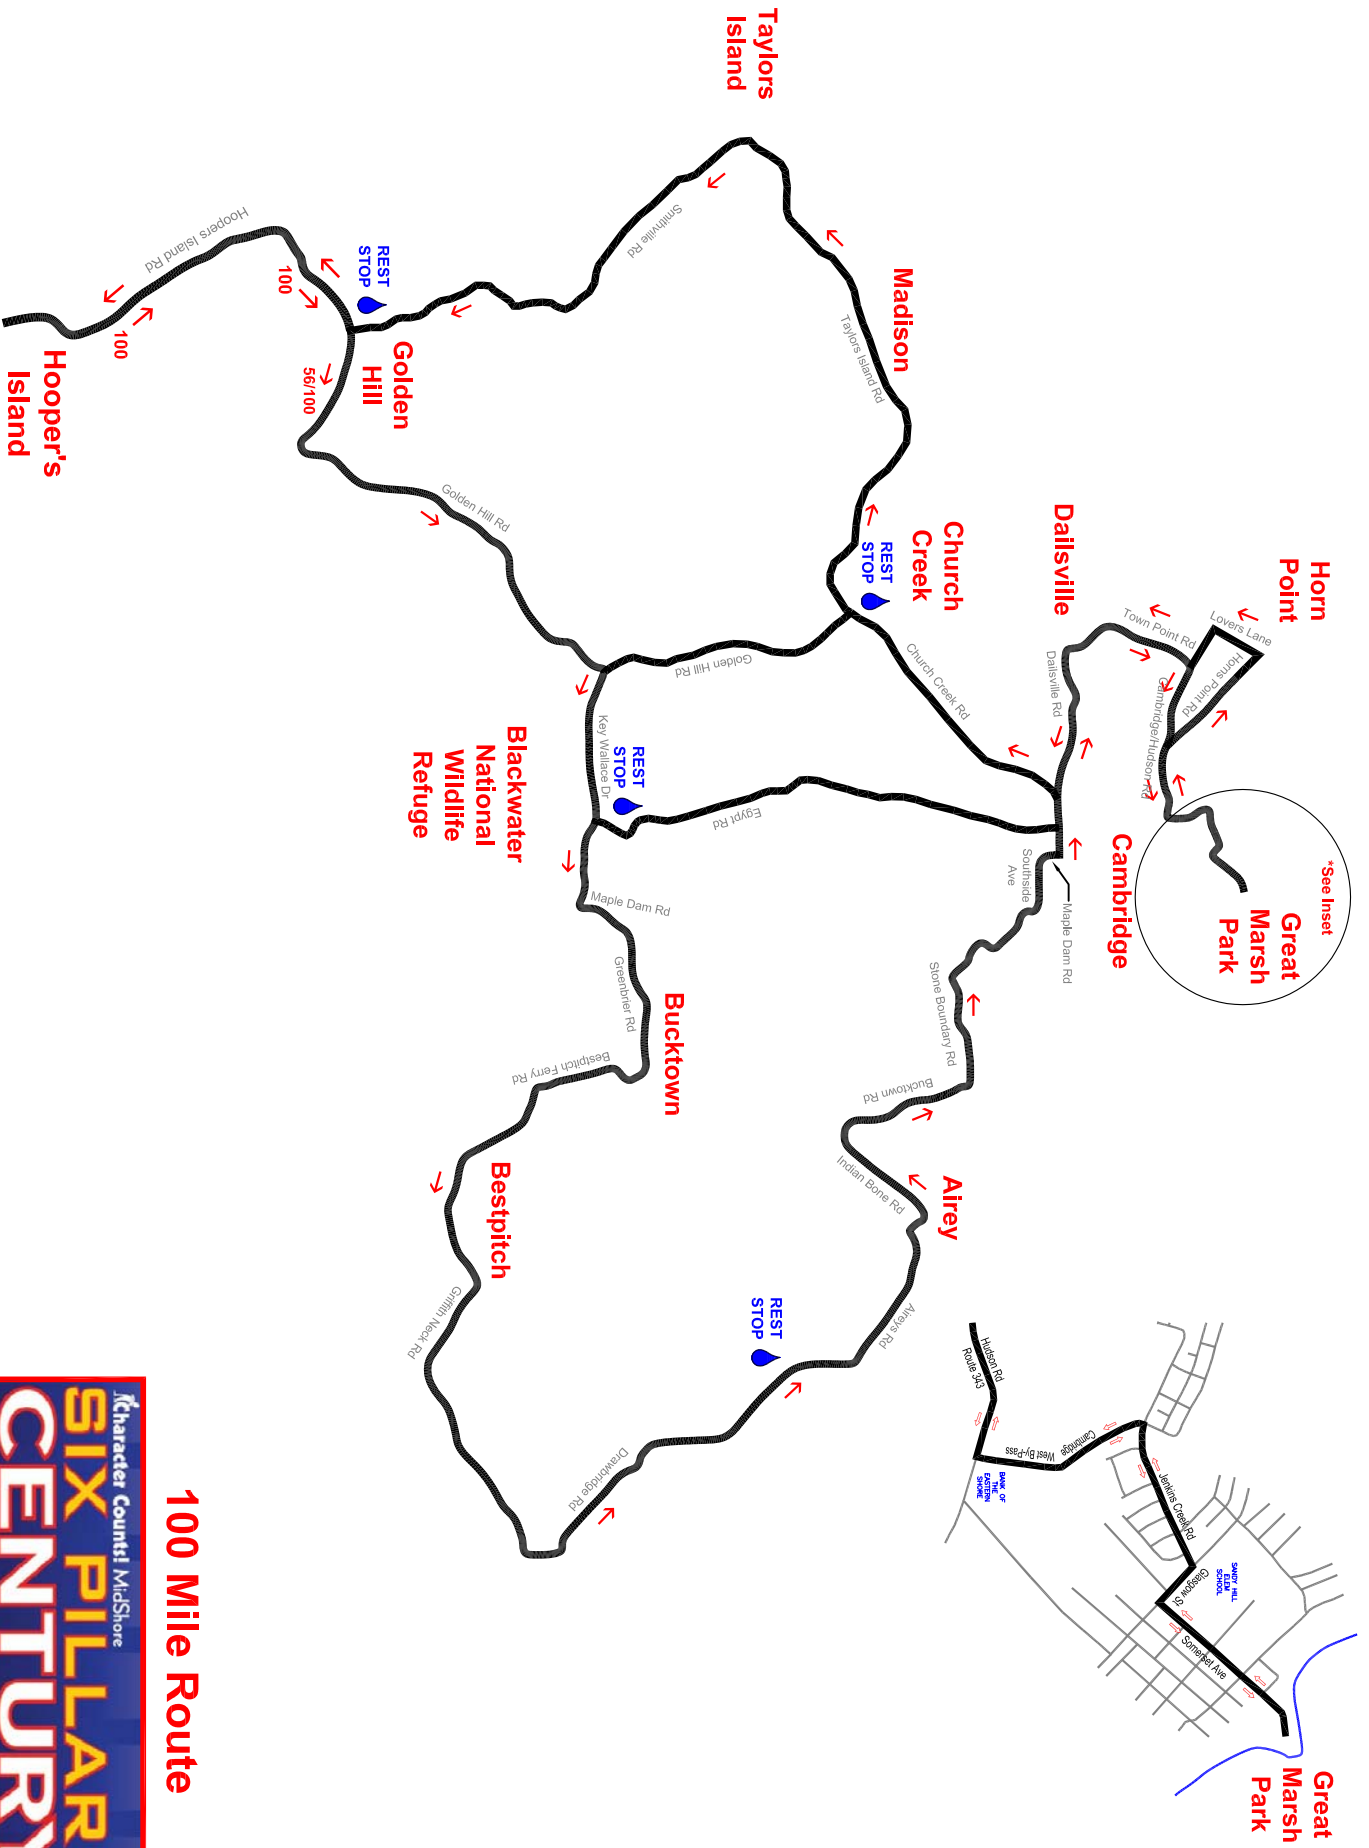 Taylors
Island
Madison
Taylors Island Rd
Smithville Rd
REST
STOP
Hoopers Island Rd
100
100
56/100
Golden
Hill
Hooper's
Island
Golden Hill Rd
Church
Creek
REST
STOP
Golden Hill Rd
Church Creek Rd
Dailsville
Dailsville Rd
Horn
Point
Lovers Lane
Horns Point Rd
Town Point Rd
Cambridge/Hudson Rd
*See Inset
Great
Marsh
Park
Cambridge
Maple Dam Rd
Southside
Ave
Egypt Rd
REST
STOP
Key Wallace Dr
Blackwater
National
Wildlife
Refuge
Maple Dam Rd
Greenbrier Rd
Bucktown
Bestpitch Ferry Rd
Stone Boundary Rd
Bucktown Rd
Indian Bone Rd
Airey
Aireys Rd
Bestpitch
Griffith Neck Rd
REST
STOP
Drawbridge Rd
Hudson Rd
Route 343
Cambridge
West By-Pass
BANK OF
THE
EASTERN
SHORE
Jenkins Creek Rd
SANDY HILL
ELEM
SCHOOL
Glasgow St
Somerset Ave
Great
Marsh
Park
100 Mile Route
Character Counts! MidShore
SIX PILLAR
CENTURY